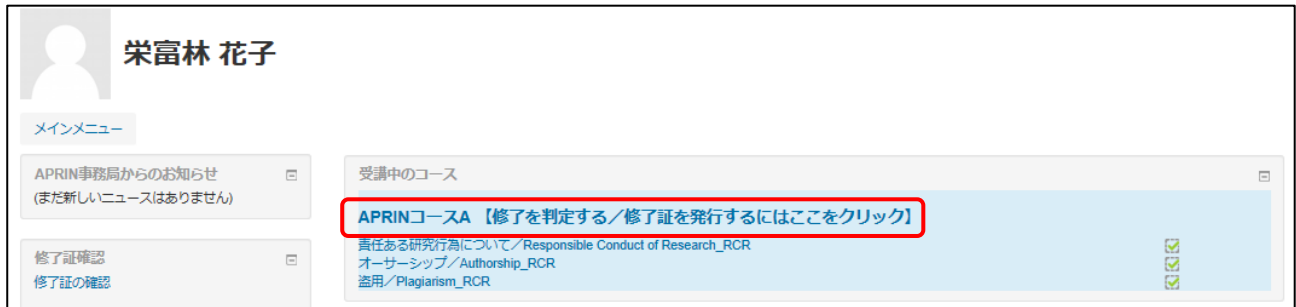 栄富林 花子
メインメニュー
APRIN事務局からのお知らせ
(まだ新しいニュースはありません)
修了証確認
修了証の確認
受講中のコース
APRINコースA 【修了を判定する／修了証を発行するにはここをクリック】
責任ある研究行為について／Responsible Conduct of Research_RCR
オーサーシップ／Authorship_RCR
盗用／Plagiarism_RCR